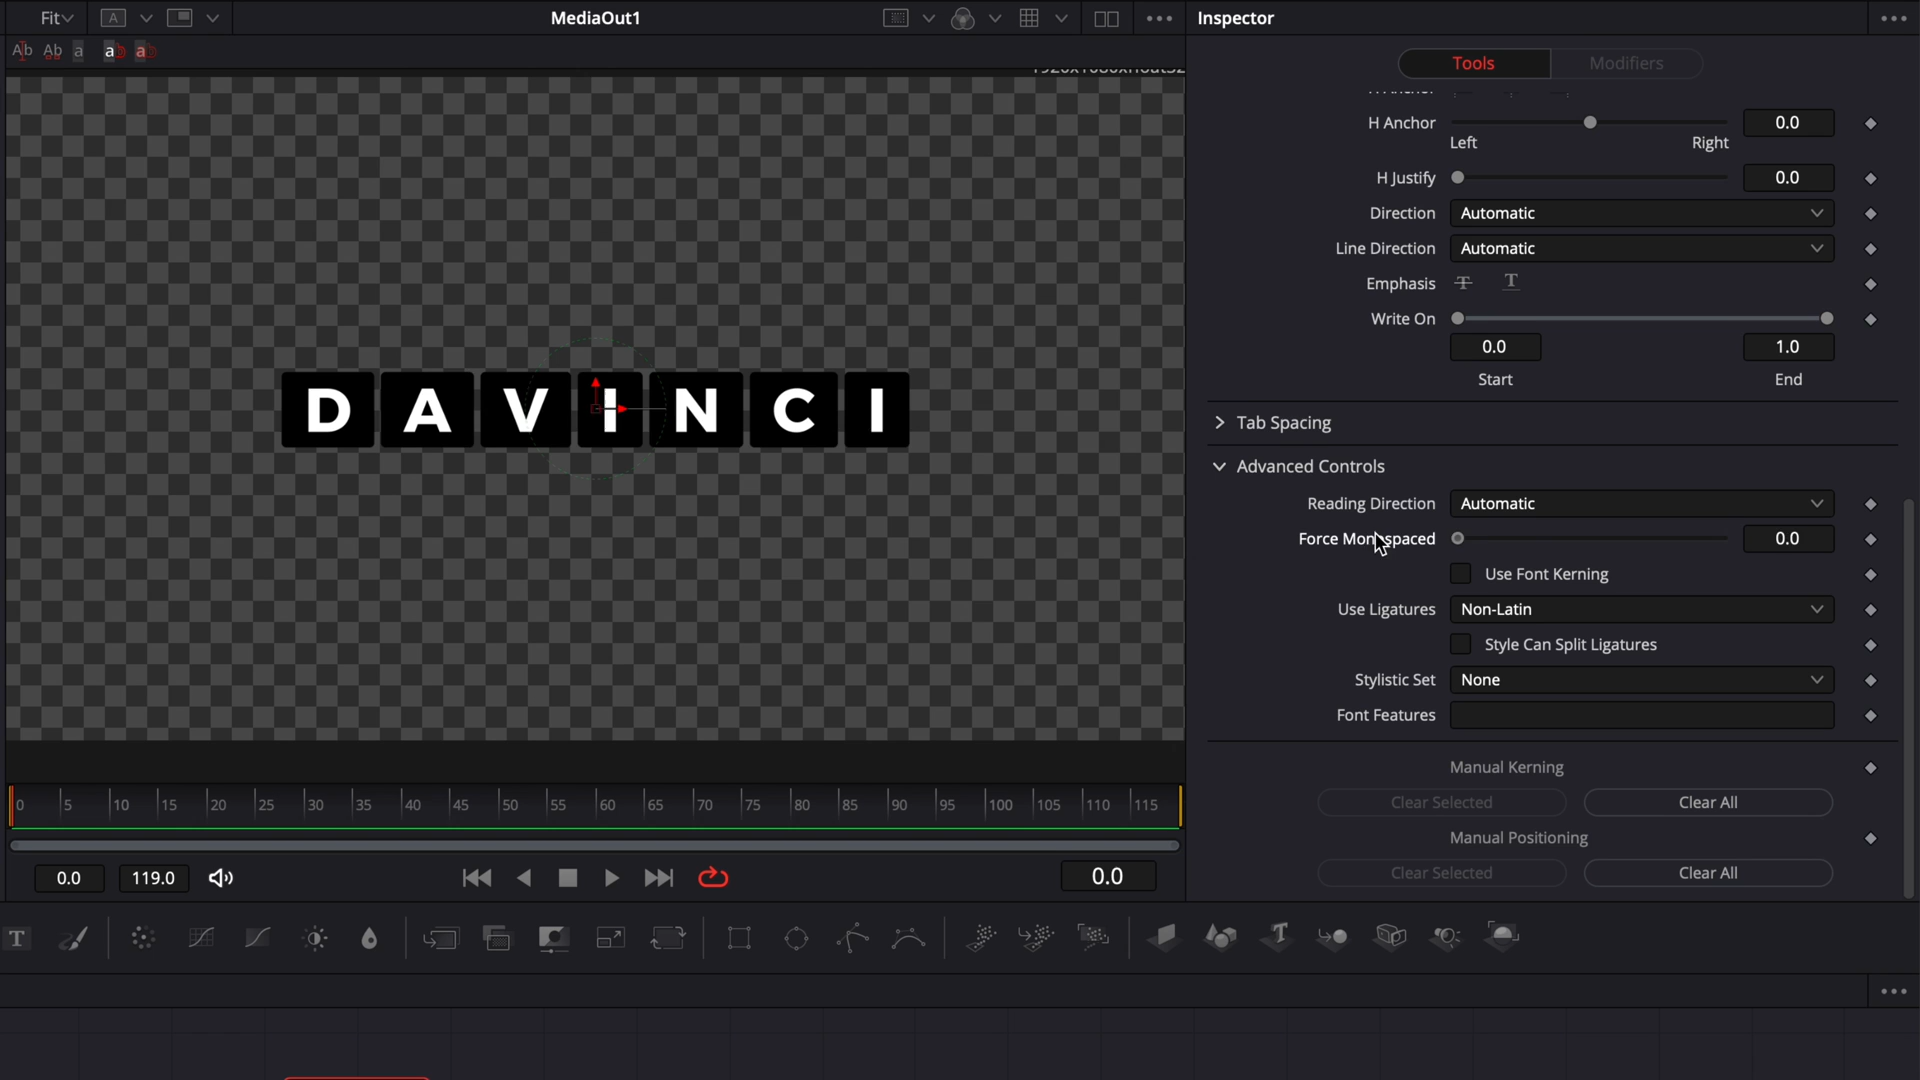 Fit
A
MediaOut1
Inspector
Ab Ab a ab ab
Tools Modifiers
H Anchor 0.0
Left Right
H Justify 0.0
Direction Automatic
Line Direction Automatic
Emphasis T T
Write On
0.0 1.0
Start End
DAVINCI
Tab Spacing
Advanced Controls
Reading Direction Automatic
Force Monospaced 0.0
Use Font Kerning
Use Ligatures Non-Latin
Style Can Split Ligatures
Stylistic Set None
Font Features
Manual Kerning
Clear Selected Clear All
Manual Positioning
Clear Selected Clear All
0 5 10 15 20 25 30 35 40 45 50 55 60 65 70 75 80 85 90 95 100 105 110 115
0.0 119.0 0.0
T